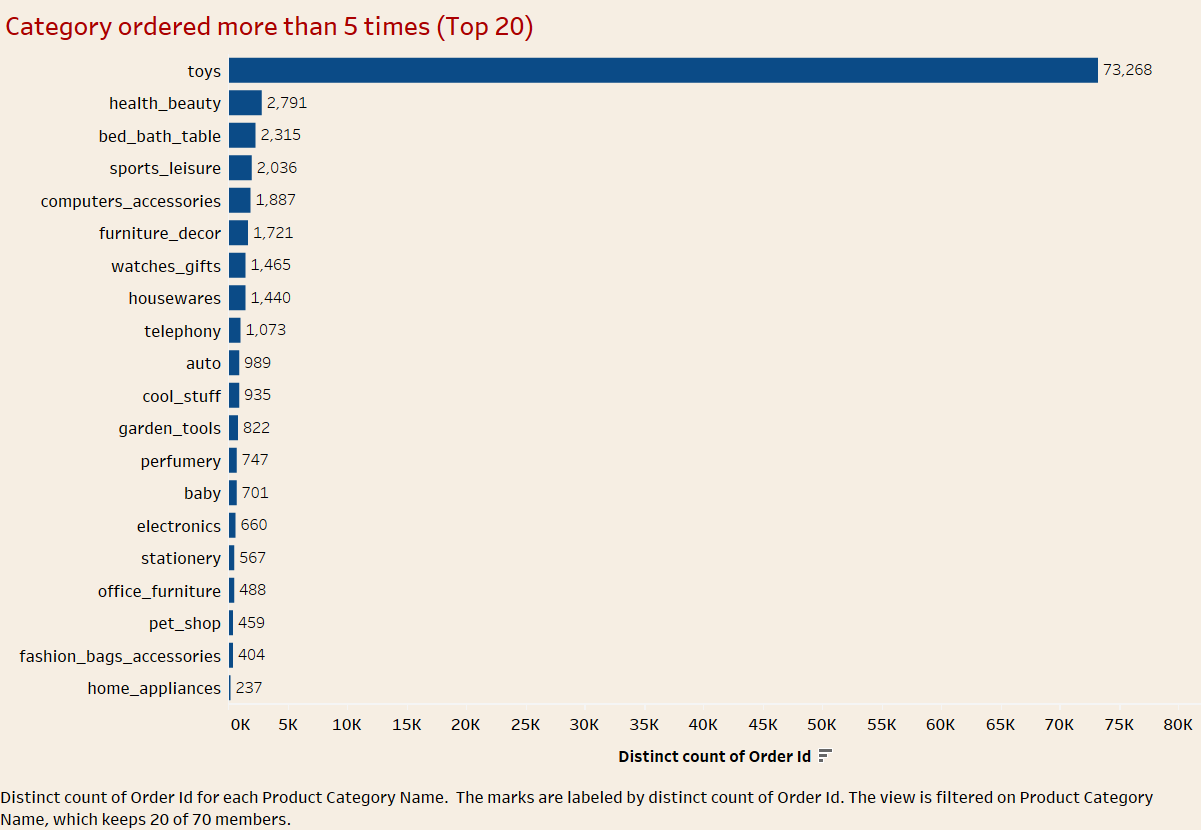 Category ordered more than 5 times (Top 20)
toys 73,268
health_beauty 2,791
bed_bath_table 2,315
sports_leisure 2,036
computers_accessories 1,887
furniture_decor 1,721
watches_gifts 1,465
housewares 1,440
telephony 1,073
auto 989
cool_stuff 935
garden_tools 822
perfumery 747
baby 701
electronics 660
stationery 567
office_furniture 488
pet_shop 459
fashion_bags_accessories 404
home_appliances 237
0K 5K 10K 15K 20K 25K 30K 35K 40K 45K 50K 55K 60K 65K 70K 75K 80K
Distinct count of Order Id
Distinct count of Order Id for each Product Category Name.  The marks are labeled by distinct count of Order Id. The view is filtered on Product Category
Name, which keeps 20 of 70 members.